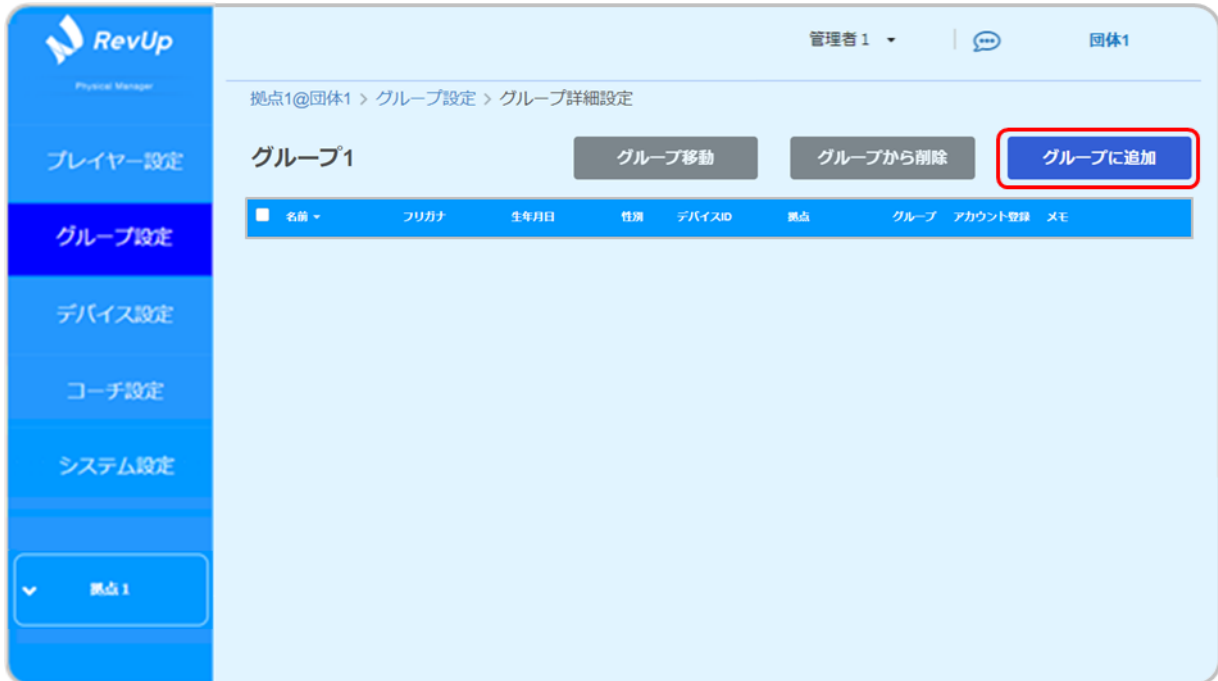 RevUp
Physical Manager
管理者1
団体1
拠点1@団体1 > グループ設定 > グループ詳細設定
グループ1
グループ移動
グループから削除
グループに追加
名前 フリガナ 生年月日 性別 デバイスID 拠点 グループ アカウント登録 メモ
プレイヤー設定
グループ設定
デバイス設定
コーチ設定
システム設定
拠点1